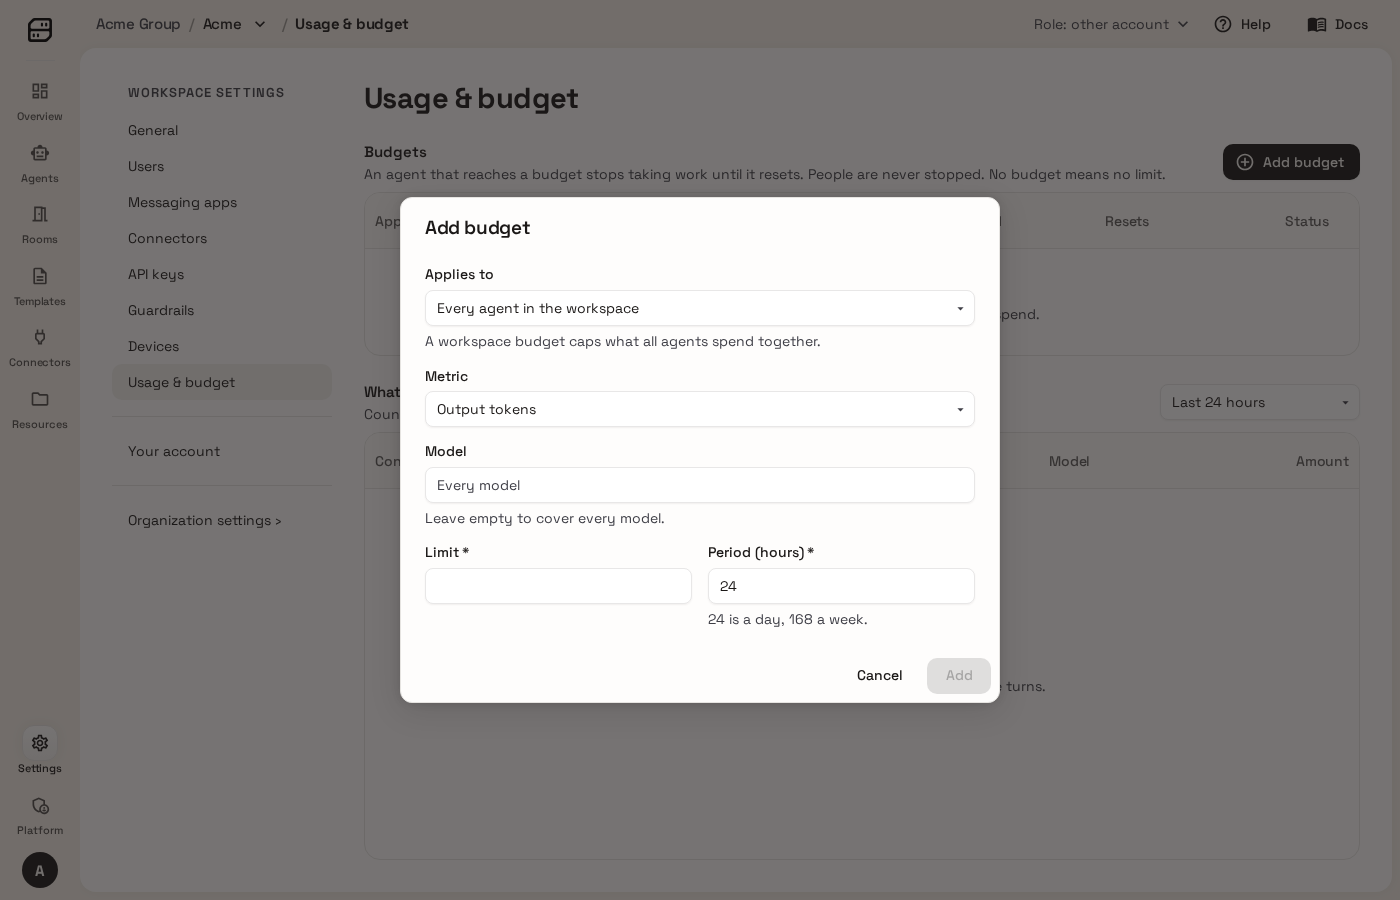 Acme Group / Acme / Usage & budget
Role: other account
Help
Docs
Overview
Agents
Rooms
Templates
Connectors
Resources
Settings
Platform
A
WORKSPACE SETTINGS
General
Users
Messaging apps
Connectors
API keys
Guardrails
Devices
Usage & budget
Your account
Organization settings >
Usage & budget
Budgets
An agent that reaches a budget stops taking work until it resets. People are never stopped. No budget means no limit.
Add budget
Resets
Status
Last 24 hours
Model
Amount
turns.
Add budget
Applies to
Every agent in the workspace
A workspace budget caps what all agents spend together.
Metric
Output tokens
Model
Every model
Leave empty to cover every model.
Limit *
Period (hours) *
24
24 is a day, 168 a week.
Cancel
Add